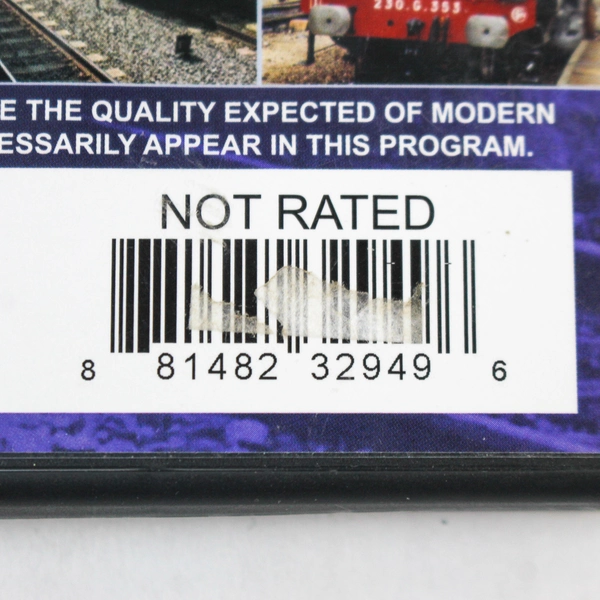 230.G.353
E THE QUALITY EXPECTED OF MODERN
ESSARILY APPEAR IN THIS PROGRAM.
NOT RATED
8 81482 32949 6